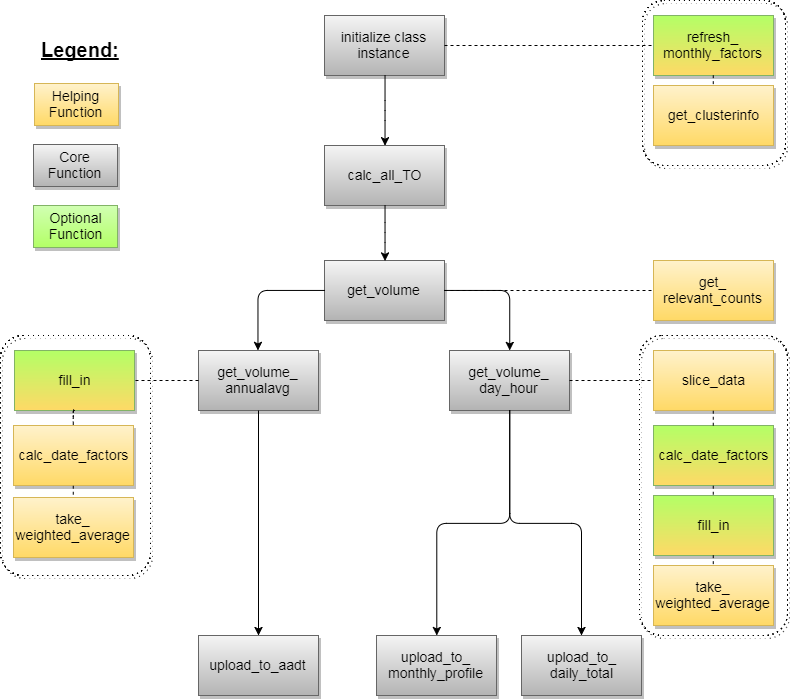 Legend:
Helping
Function
Core
Function
Optional
Function
initialize class
instance
refresh_
monthly_factors
get_clusterinfo
calc_all_TO
get_volume
get_
relevant_counts
fill_in
calc_date_factors
take_
weighted_average
get_volume_
annualavg
get_volume_
day_hour
slice_data
calc_date_factors
fill_in
take_
weighted_average
upload_to_aadt
upload_to_
monthly_profile
upload_to_
daily_total